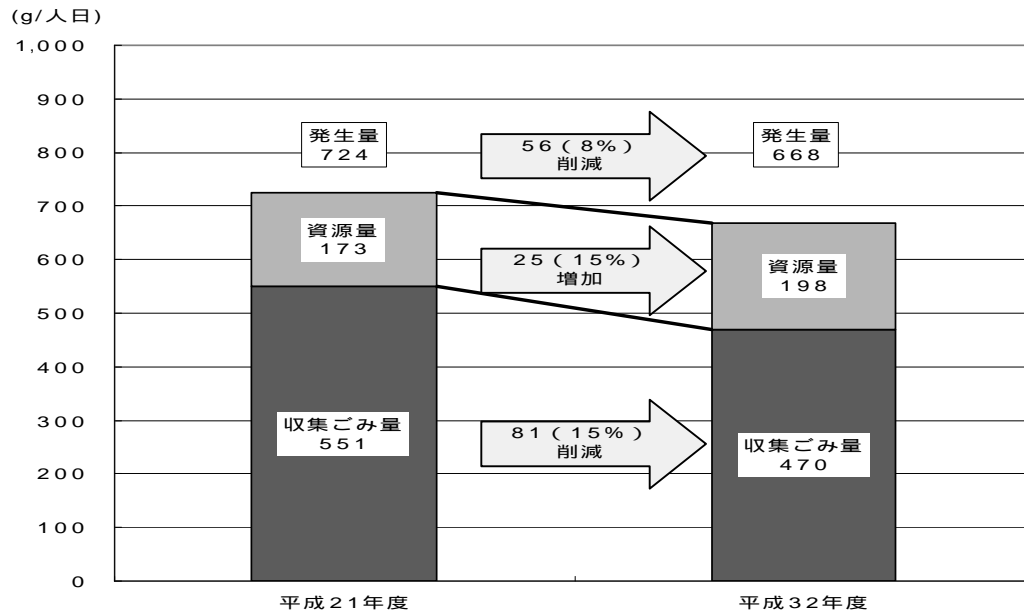 (g/人日)
1,000
900
800
700
600
500
400
300
200
100
0
発生量
724
56（8%）
削減
発生量
668
資源量
173
25（15%）
増加
資源量
198
収集ごみ量
551
81（15%）
削減
収集ごみ量
470
平成21年度
平成32年度